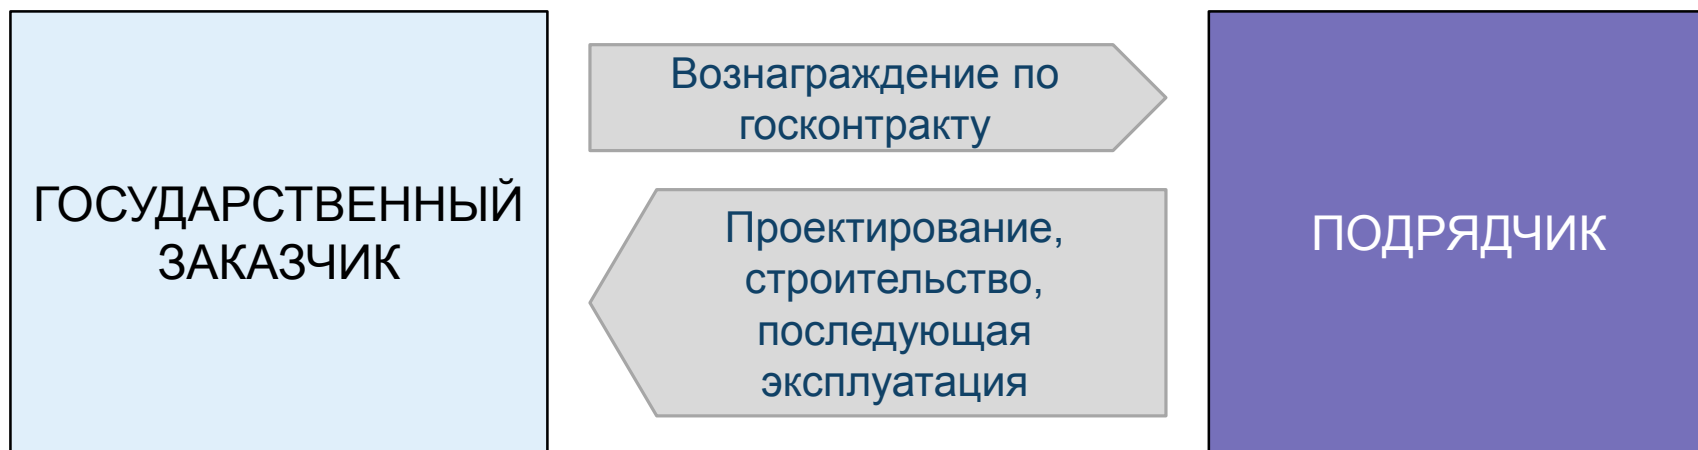 ГОСУДАРСТВЕННЫЙ
ЗАКАЗЧИК
Вознаграждение по
госконтракту
Проектирование,
строительство,
последующая
эксплуатация
ПОДРЯДЧИК